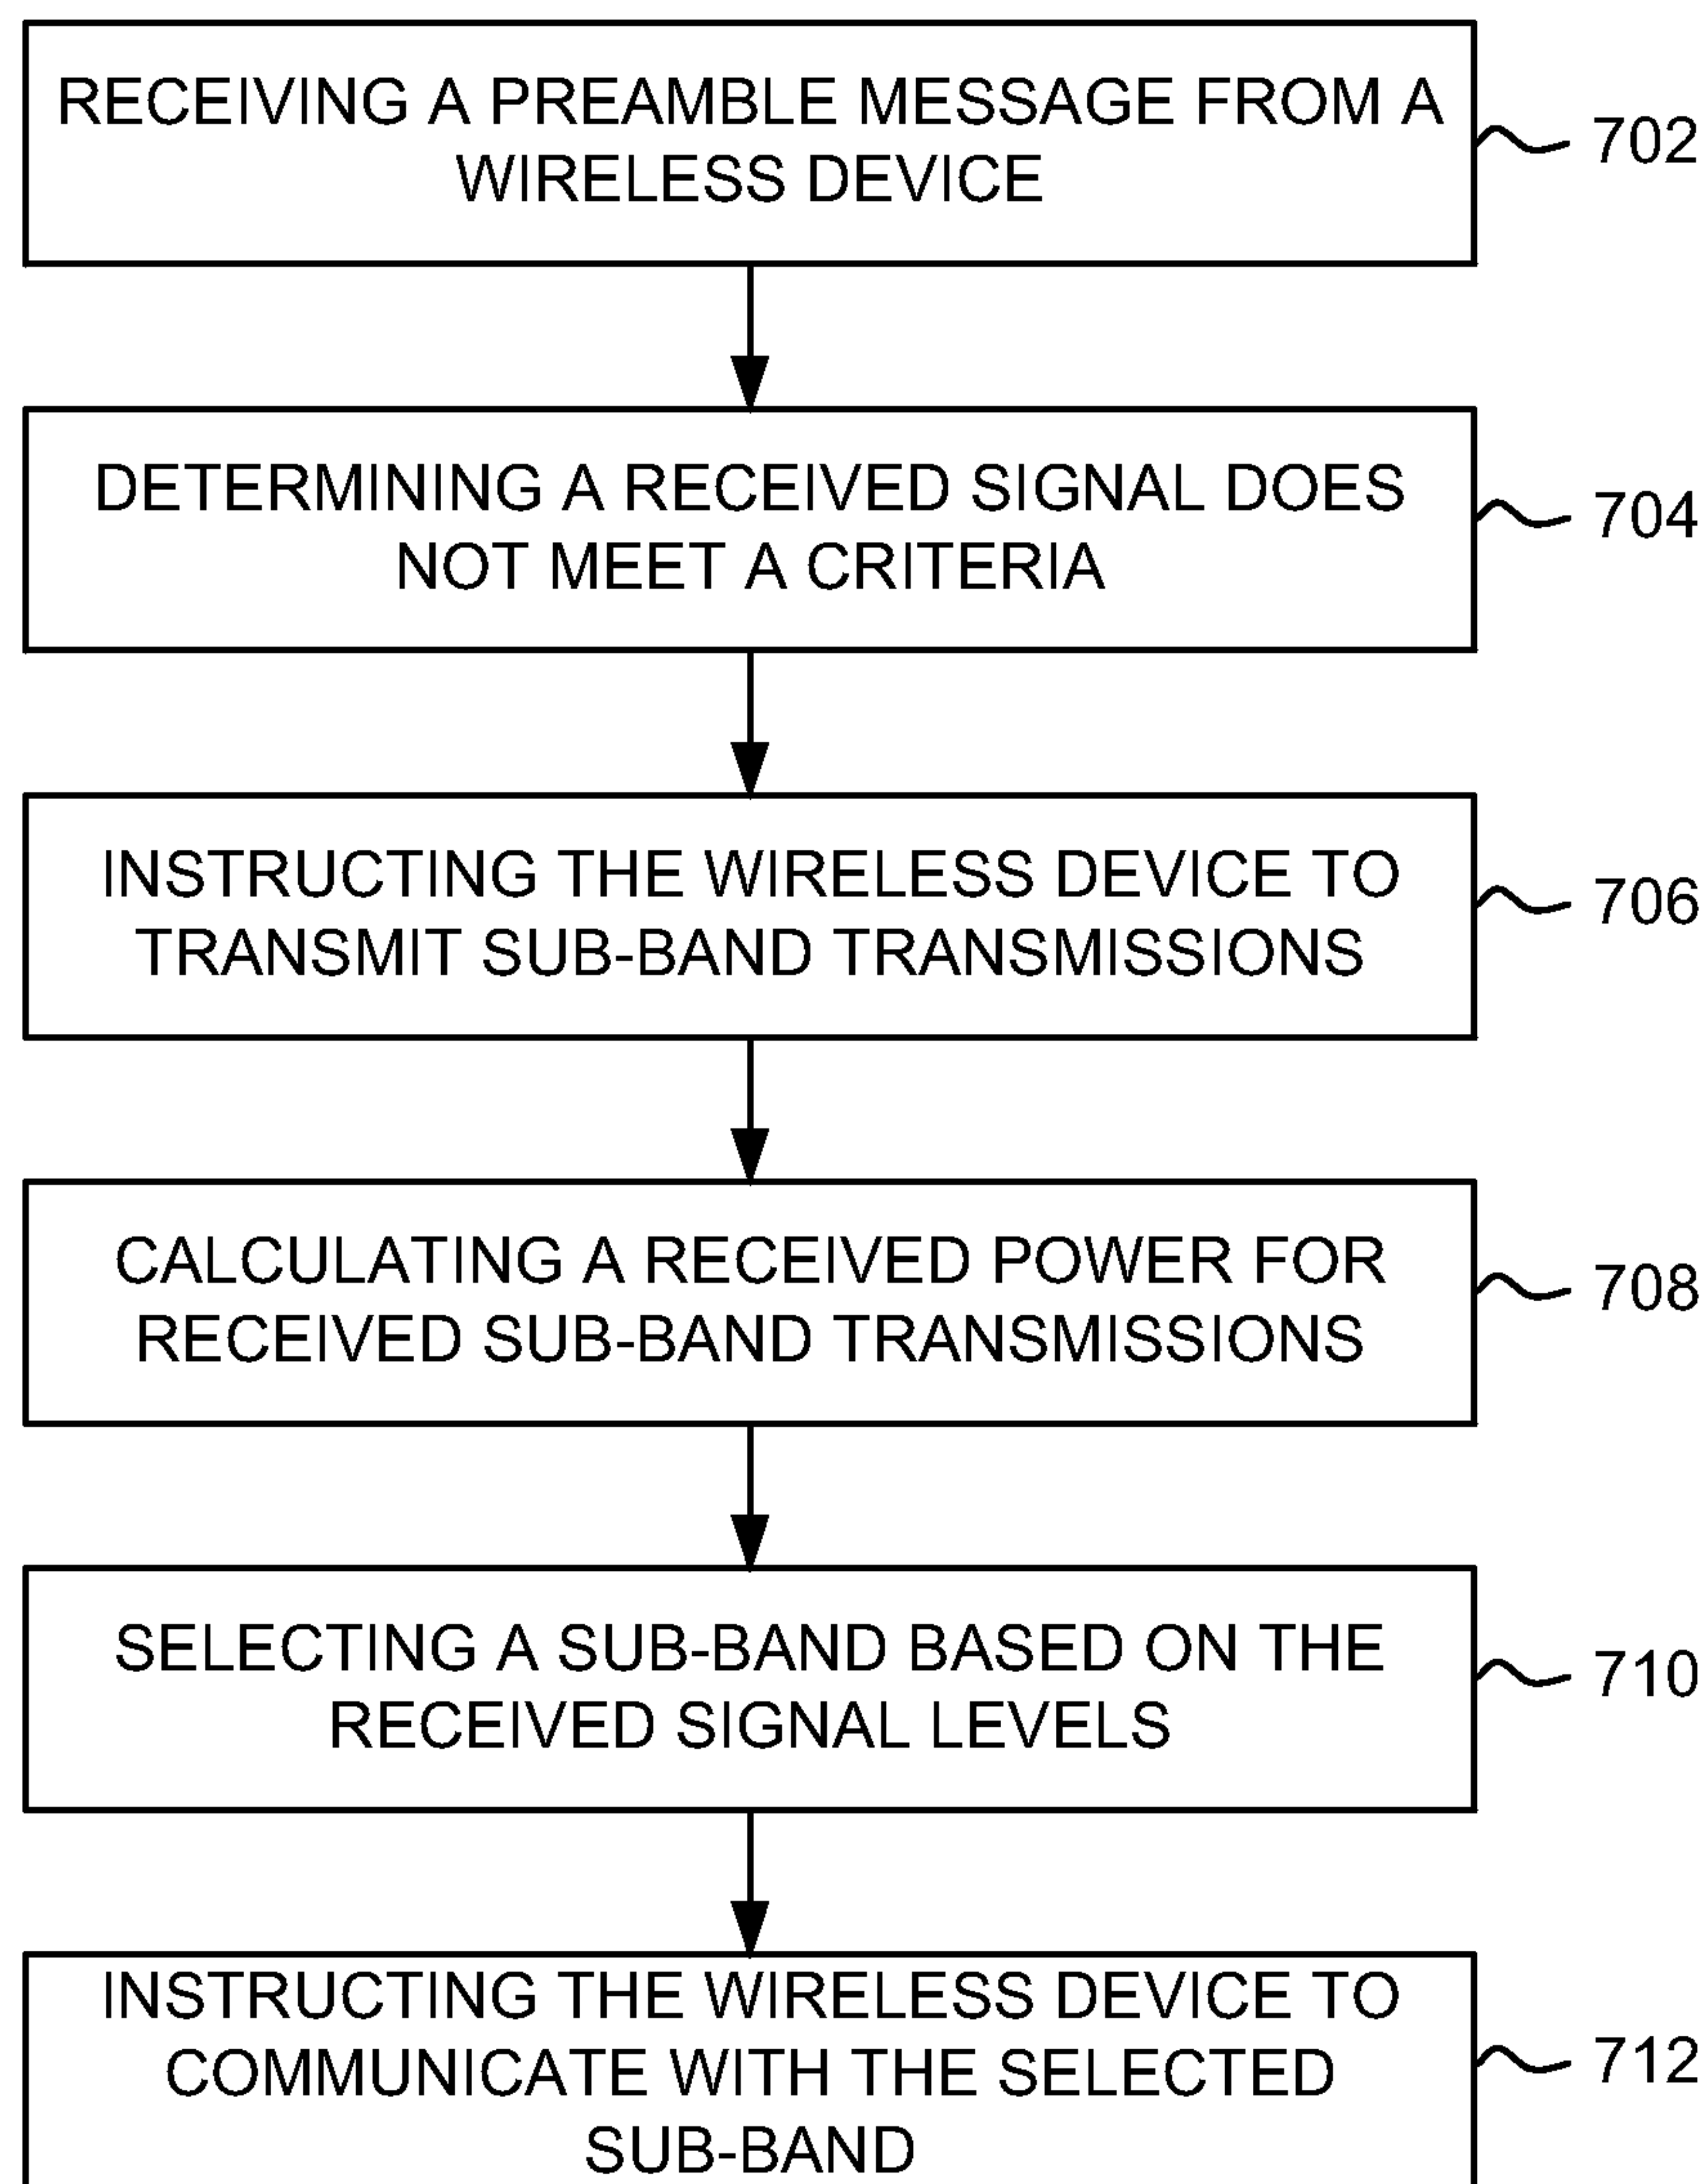 RECEIVING A PREAMBLE MESSAGE FROM A
WIRELESS DEVICE
702
DETERMINING A RECEIVED SIGNAL DOES
NOT MEET A CRITERIA
704
INSTRUCTING THE WIRELESS DEVICE TO
TRANSMIT SUB-BAND TRANSMISSIONS
706
CALCULATING A RECEIVED POWER FOR
RECEIVED SUB-BAND TRANSMISSIONS
708
SELECTING A SUB-BAND BASED ON THE
RECEIVED SIGNAL LEVELS
710
INSTRUCTING THE WIRELESS DEVICE TO
COMMUNICATE WITH THE SELECTED
SUB-BAND
712